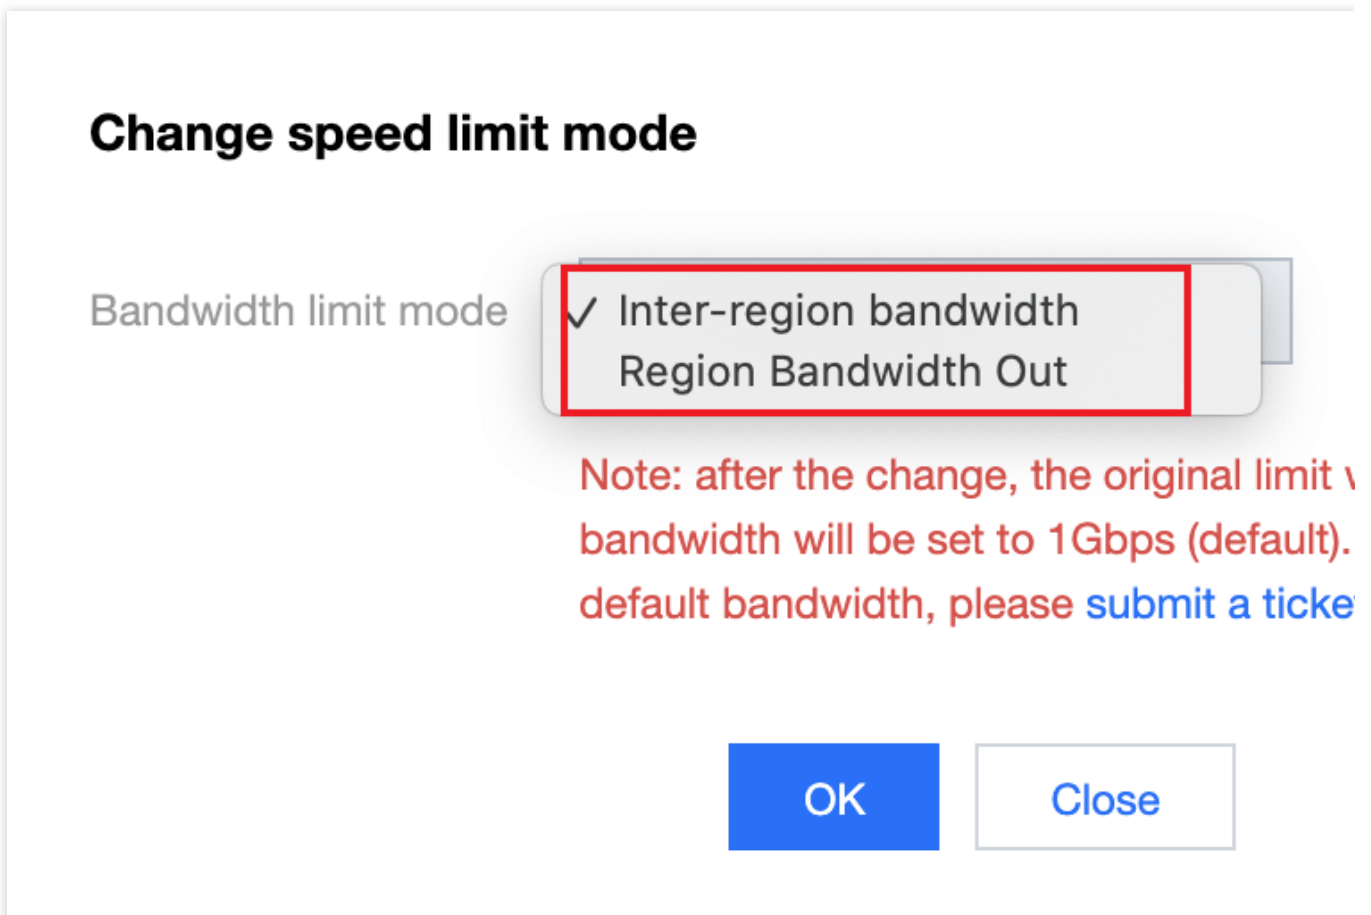 Change speed limit mode
Bandwidth limit mode
✓ Inter-region bandwidth
Region Bandwidth Out
Note: after the change, the original limit
bandwidth will be set to 1Gbps (default).
default bandwidth, please submit a
OK
Close